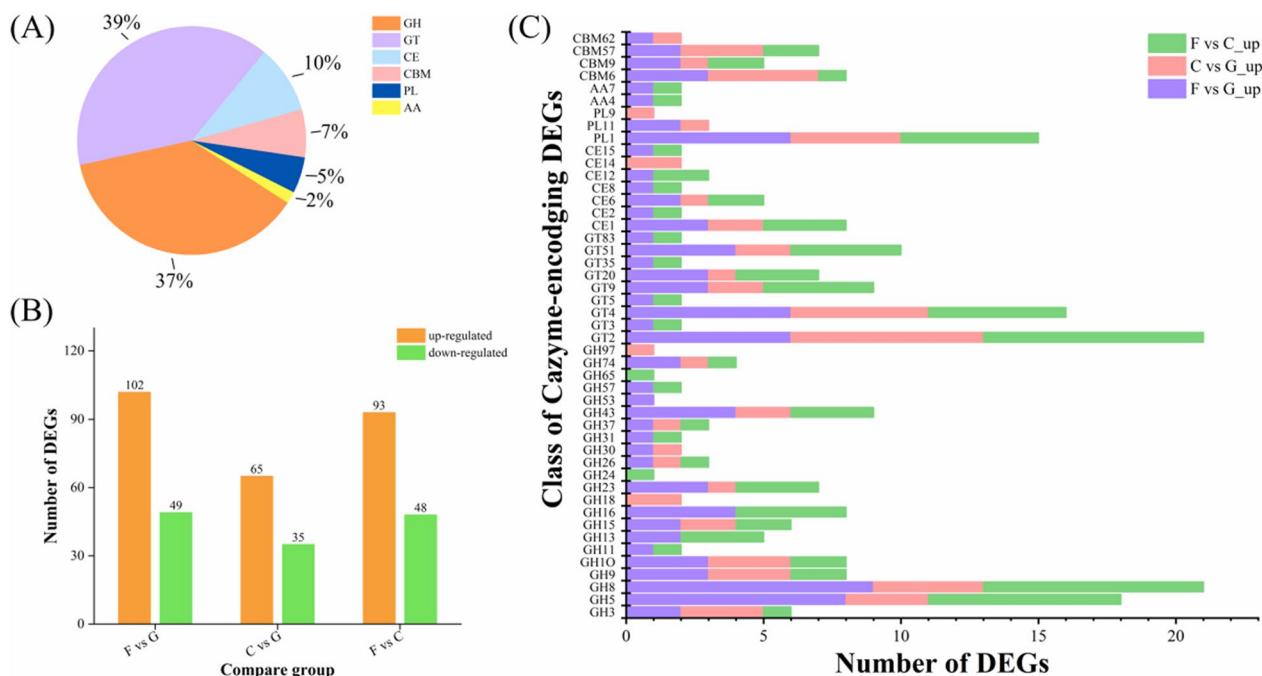 (A)
39%
10%
7%
5%
2%
37%
GH
GT
CE
CBM
PL
AA
(B)
up-regulated
down-regulated
Number of DEGs
120
90
60
30
0
102
49
65
35
93
48
F vs G
C vs G
F vs C
Compare group
(C)
F vs C_up
C vs G_up
F vs G_up
Class of Cazyme-enodging DEGs
CBM62
CBM57
CBM9
CBM6
AA7
AA4
PL9
PL11
PL1
CE15
CE14
CE12
CE8
CE6
CE2
CE1
GT83
GT51
GT35
GT20
GT9
GT5
GT4
GT3
GT2
GH97
GH74
GH65
GH57
GH53
GH43
GH37
GH31
GH30
GH26
GH24
GH23
GH18
GH16
GH15
GH13
GH11
GH1O
GH9
GH8
GH5
GH3
0
5
10
15
20
Number of DEGs